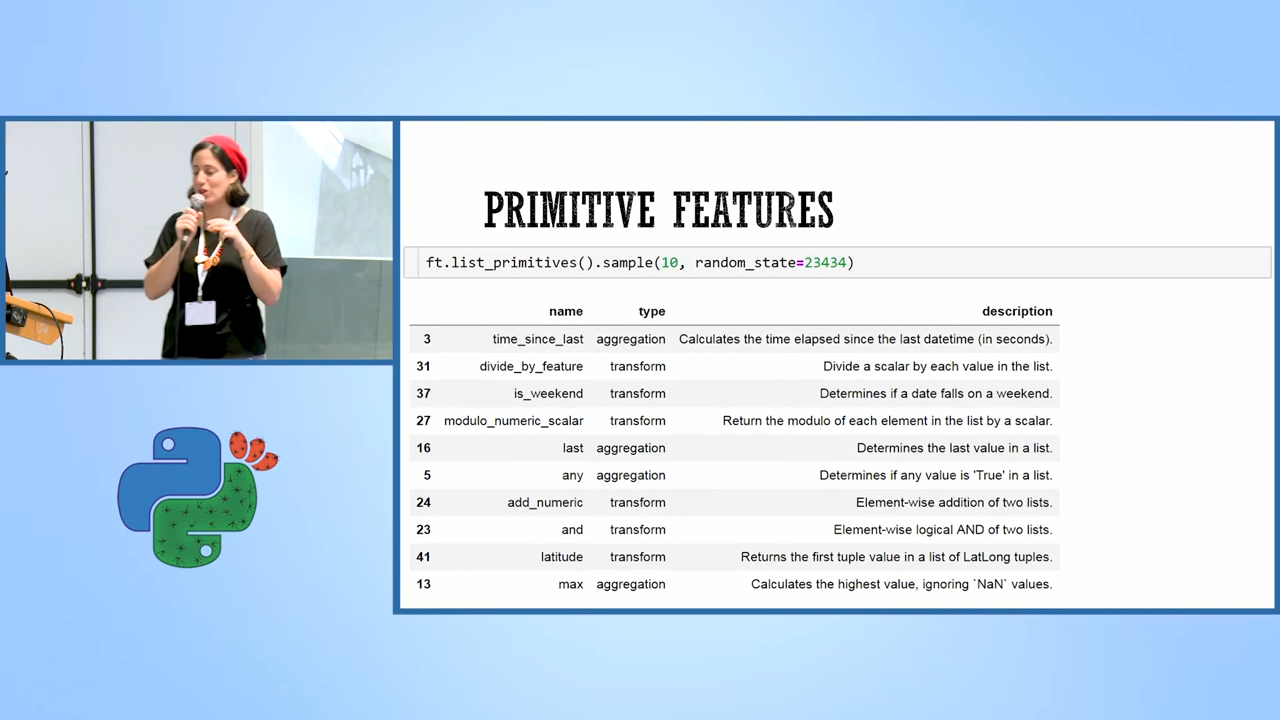 PRIMITIVE FEATURES
ft.list_primitives().sample(10, random_state=23434)
name type description
3 time_since_last aggregation Calculates the time elapsed since the last datetime (in seconds).
31 divide_by_feature transform Divide a scalar by each value in the list.
37 is_weekend transform Determines if a date falls on a weekend.
27 modulo_numeric_scalar transform Return the modulo of each element in the list by a scalar.
16 last aggregation Determines the last value in a list.
5 any aggregation Determines if any value is 'True' in a list.
24 add_numeric transform Element-wise addition of two lists.
23 and transform Element-wise logical AND of two lists.
41 latitude transform Returns the first tuple value in a list of LatLong tuples.
13 max aggregation Calculates the highest value, ignoring `NaN` values.